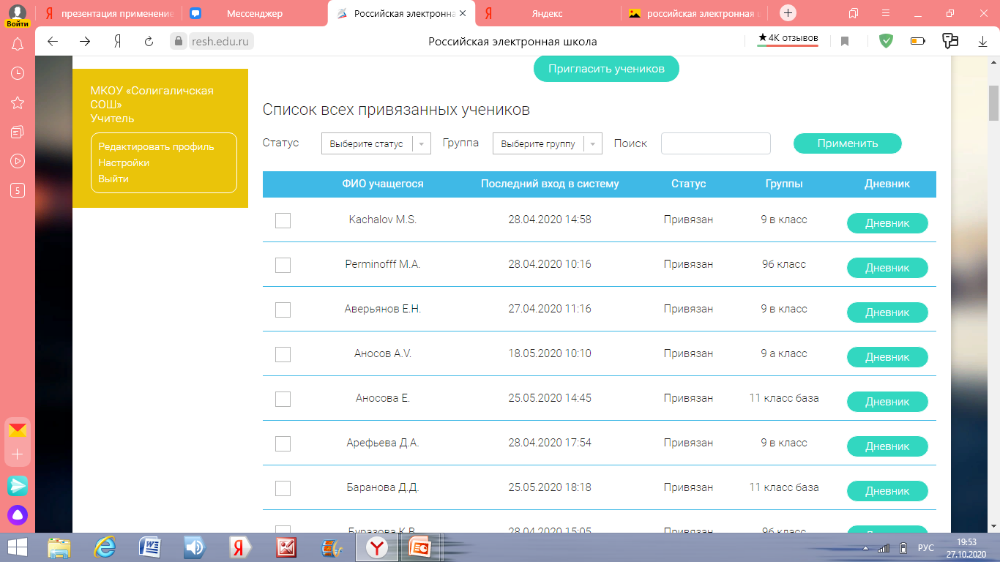 Войти
презентация применение
Мессенджер
Российская электронна
Яндекс
российская электронная
resh.edu.ru
Российская электронная школа
★4К отзывов
5
МКОУ «Солигаличская
СОШ»
Учитель
Редактировать профиль
Настройки
Выйти
Пригласить учеников
Список всех привязанных учеников
Статус Выберите статус Группа Выберите группу Поиск Применить
ФИО учащегося Последний вход в систему Статус Группы Дневник
Kachalov M.S. 28.04.2020 14:58 Привязан 9 в класс Дневник
Perminofff M.A. 28.04.2020 10:16 Привязан 9б класс Дневник
Аверьянов Е.Н. 27.04.2020 11:16 Привязан 9 в класс Дневник
Аносов А.V. 18.05.2020 10:10 Привязан 9 а класс Дневник
Аносова Е. 25.05.2020 14:45 Привязан 11 класс база Дневник
Арефьева Д.А. 28.04.2020 17:54 Привязан 9 в класс Дневник
Баранова Д.Д. 25.05.2020 18:18 Привязан 11 класс база Дневник
Буразова К.В. 28.04.2020 15:05 Привязан 9б класс
РУС
19:53
27.10.2020